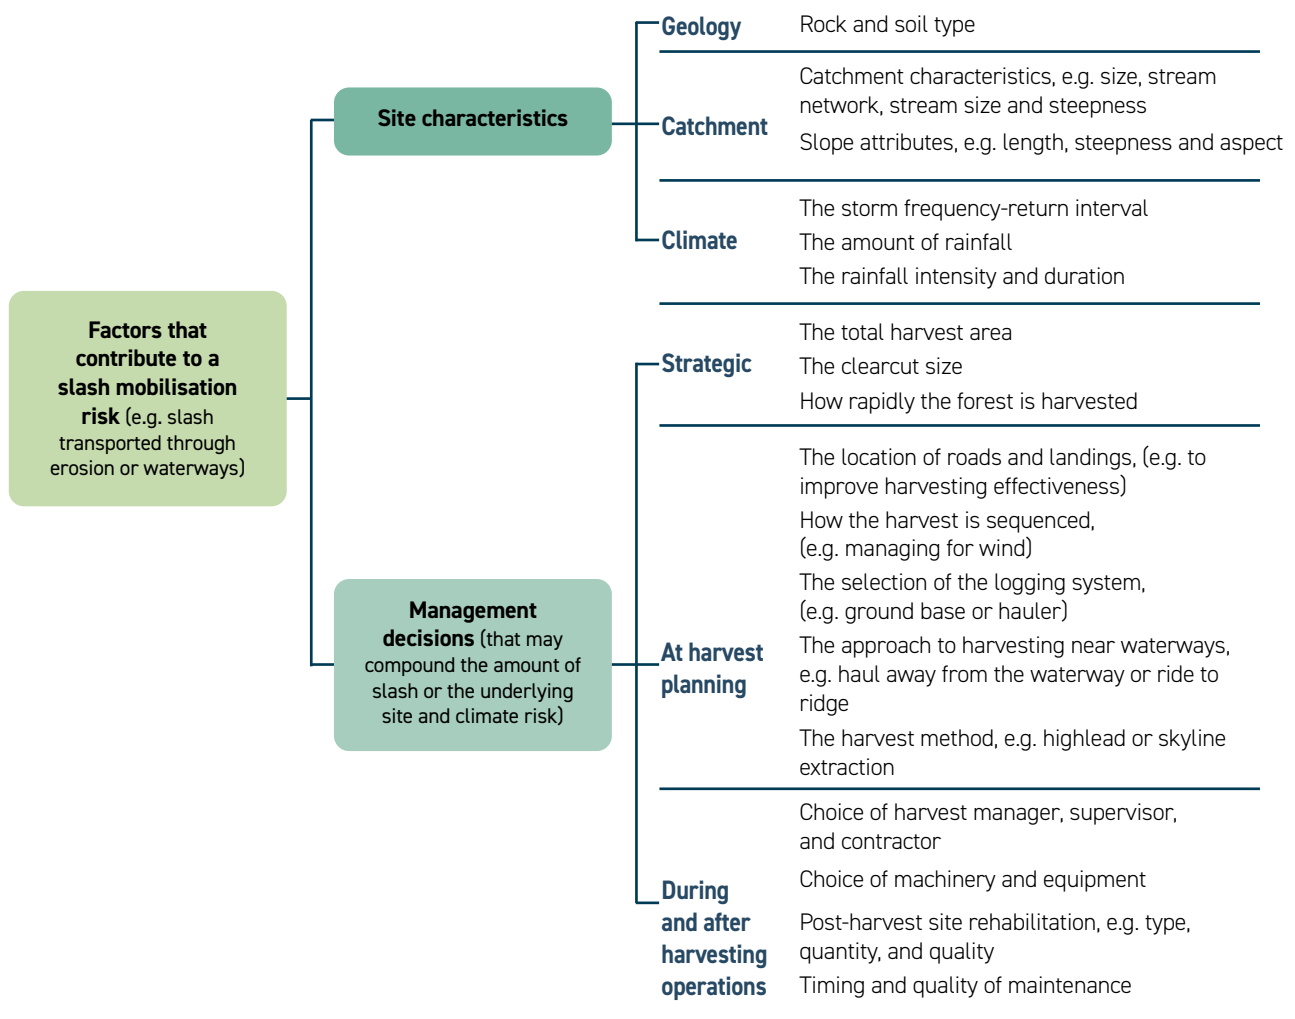 Factors that
contribute to a
slash mobilisation
risk (e.g. slash
transported through
erosion or waterways)
Site characteristics
Geology
Rock and soil type
Catchment
Catchment characteristics, e.g. size, stream
network, stream size and steepness
Slope attributes, e.g. length, steepness and aspect
Climate
The storm frequency-return interval
The amount of rainfall
The rainfall intensity and duration
Management
decisions (that may
compound the amount of
slash or the underlying
site and climate risk)
Strategic
The total harvest area
The clearcut size
How rapidly the forest is harvested
At harvest
planning
The location of roads and landings, (e.g. to
improve harvesting effectiveness)
How the harvest is sequenced,
(e.g. managing for wind)
The selection of the logging system,
(e.g. ground base or hauler)
The approach to harvesting near waterways,
e.g. haul away from the waterway or ride to
ridge
The harvest method, e.g. highlead or skyline
extraction
During
and after
harvesting
operations
Choice of harvest manager, supervisor,
and contractor
Choice of machinery and equipment
Post-harvest site rehabilitation, e.g. type,
quantity, and quality
Timing and quality of maintenance